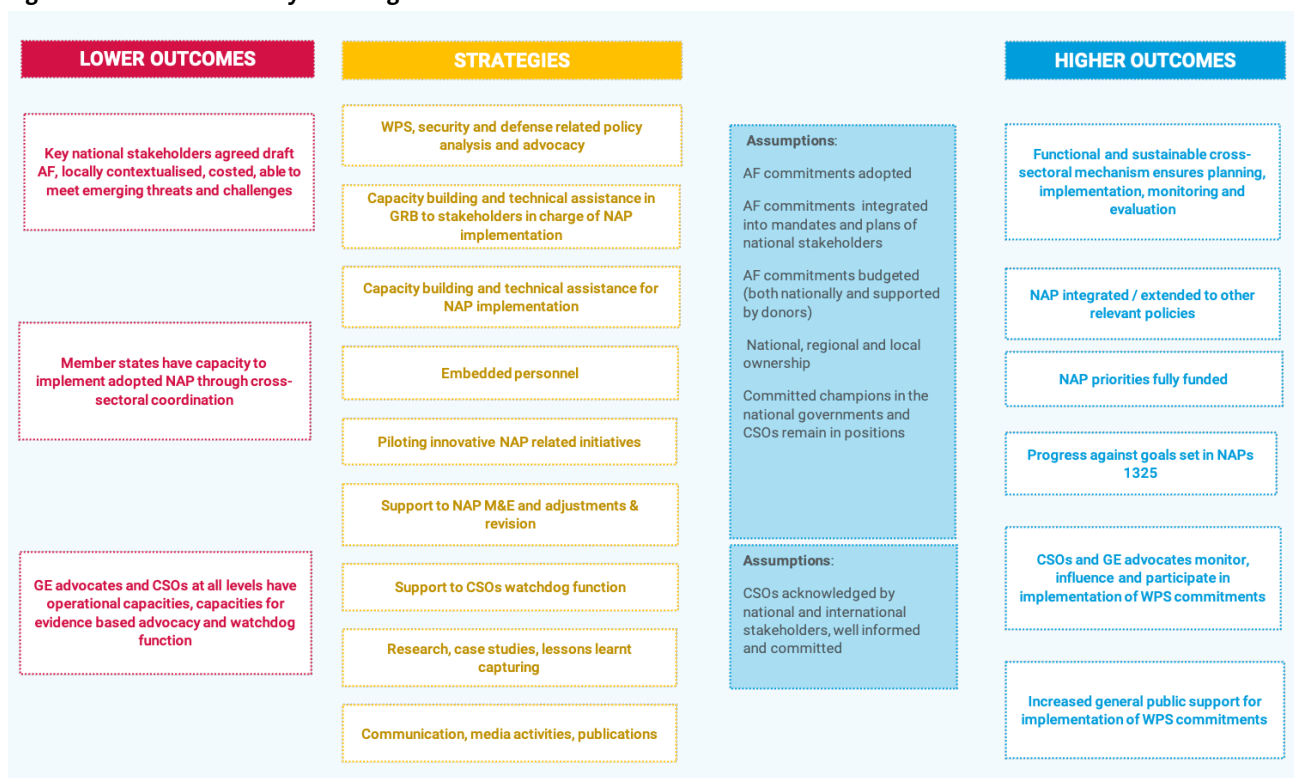 LOWER OUTCOMES
Key national stakeholders agreed draft
AF, locally contextualised, costed, able to
meet emerging threats and challenges
Member states have capacity to
implement adopted NAP through cross-
sectoral coordination
GE advocates and CSOs at all levels have
operational capacities, capacities for
evidence based advocacy and watchdog
function
STRATEGIES
WPS, security and defense related policy
analysis and advocacy
Capacity building and technical assistance in
GRB to stakeholders in charge of NAP
implementation
Capacity building and technical assistance for
NAP implementation
Embedded personnel
Piloting innovative NAP related initiatives
Support to NAP M&E and adjustments &
revision
Support to CSOs watchdog function
Research, case studies, lessons learnt
capturing
Communication, media activities, publications
Assumptions:
AF commitments adopted
AF commitments integrated
into mandates and plans of
national stakeholders
AF commitments budgeted
(both nationally and supported
by donors)
National, regional and local
ownership
Committed champions in the
national governments and
CSOs remain in positions
Assumptions:
CSOs acknowledged by
national and international
stakeholders, well informed
and committed
HIGHER OUTCOMES
Functional and sustainable cross-
sectoral mechanism ensures planning,
implementation, monitoring and
evaluation
NAP integrated / extended to other
relevant policies
NAP priorities fully funded
Progress against goals set in NAPs
1325
CSOs and GE advocates monitor,
influence and participate in
implementation of WPS commitments
Increased general public support for
implementation of WPS commitments